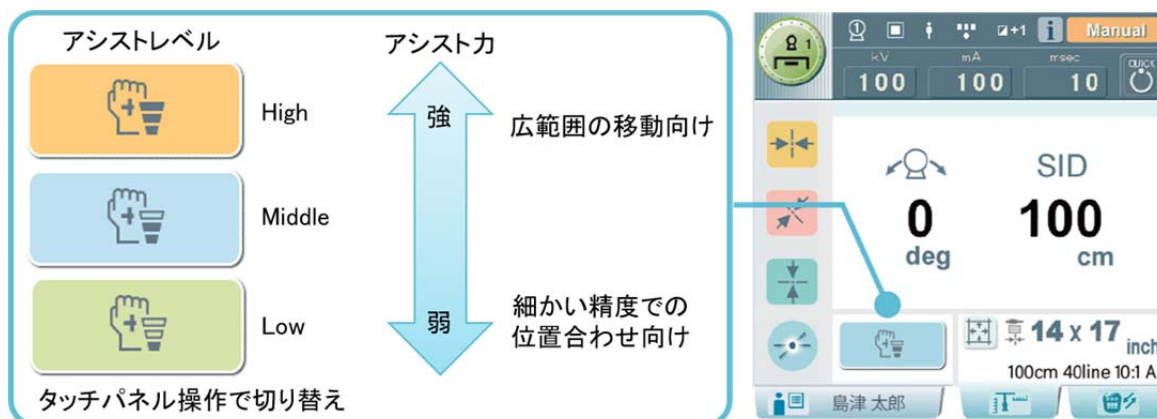 アシストレベル
High
Middle
Low
タッチパネル操作で切り替え
アシスト力
強
弱
広範囲の移動向け
細かい精度での
位置合わせ向け
1
1
+1
i
Manual
kV
mA
msec
QUICK
100
100
10
SID
0
100
deg
cm
14 x 17 inch
100cm 40line 10:1 A
島津 太郎